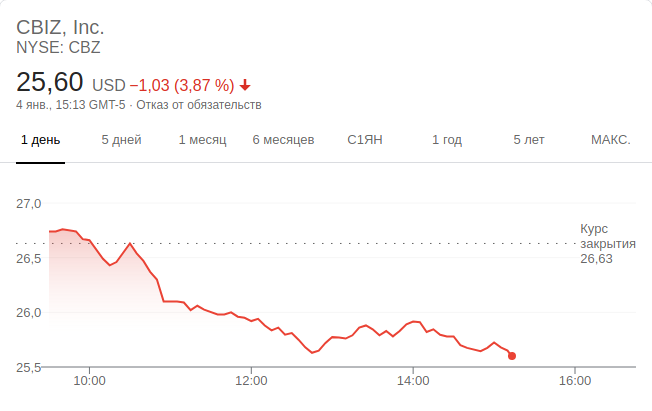 CBIZ, Inc.
NYSE: CBZ
25,60 USD −1,03 (3,87 %)
4 янв., 15:13 GMT-5 · Отказ от обязательств
1 день 5 дней 1 месяц 6 месяцев С1ЯН 1 год 5 лет МАКС.
27,0
Курс
закрытия
26,63
26,5
26,0
25,5
10:00 12:00 14:00 16:00